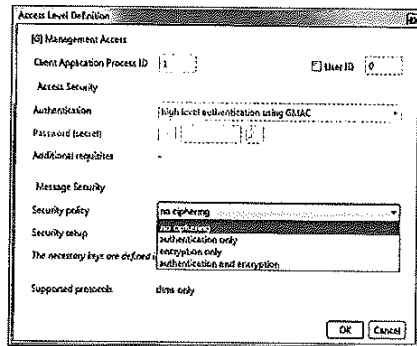 Access Level Definition
[G] Management Access
Client Application Process ID 1 User ID 0
Access Security
Authentication high level authentication using GMAC
Password (secret)
Additional requisites -
Message Security
Security policy no ciphering
Security setup no ciphering
authentication only
The necessary keys are defined encryption only
authentication and encryption
Supported protocols dlms only
OK Cancel